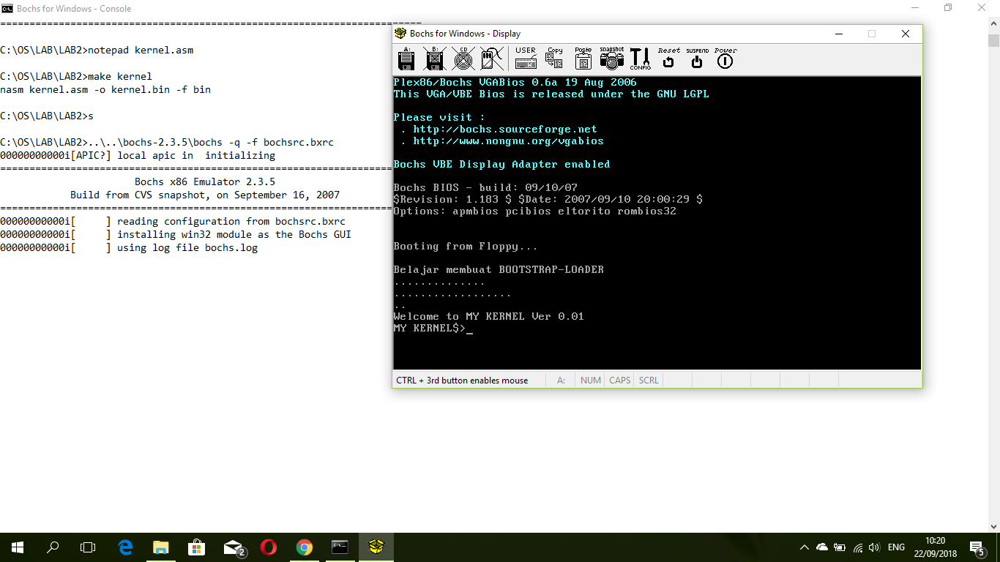 Bochs for Windows - Console
================================================================================
C:\OS\LAB\LAB2>notepad kernel.asm
C:\OS\LAB\LAB2>make kernel
nasm kernel.asm -o kernel.bin -f bin
C:\OS\LAB\LAB2>s
C:\OS\LAB\LAB2>..\..\bochs-2.3.5\bochs -q -f bochsrc.bxrc
00000000000i[APIC?] local apic in  initializing
========================================================================
Bochs x86 Emulator 2.3.5
Build from CVS snapshot, on September 16, 2007
========================================================================
00000000000i[     ] reading configuration from bochsrc.bxrc
00000000000i[     ] installing win32 module as the Bochs GUI
00000000000i[     ] using log file bochs.log
Bochs for Windows - Display
A: B: CD USER Copy Paste snapshot CONFIG Reset SUSPEND Power
Plex86/Bochs VGABios 0.6a 19 Aug 2006
This VGA/VBE Bios is released under the GNU LGPL
Please visit :
. http://bochs.sourceforge.net
. http://www.nongnu.org/vgabios
Bochs VBE Display Adapter enabled
Bochs BIOS - build: 09/10/07
$Revision: 1.183 $ $Date: 2007/09/10 20:00:29 $
Options: apmbios pcibios eltorito rombios32
Booting from Floppy...
Belajar membuat BOOTSTRAP-LOADER
..............
..................
..
Welcome to MY KERNEL Ver 0.01
MY KERNEL$>_
CTRL + 3rd button enables mouse A: NUM CAPS SCRL
2 ENG 10:20 5
22/09/2018